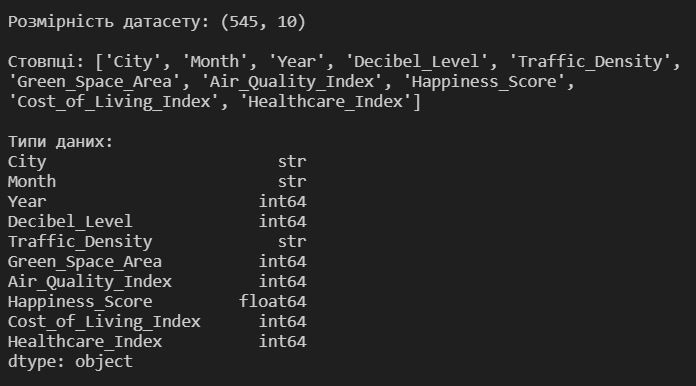 Розмірність датасету: (545, 10)
Стовпці: ['City', 'Month', 'Year', 'Decibel_Level', 'Traffic_Density',
'Green_Space_Area', 'Air_Quality_Index', 'Happiness_Score',
'Cost_of_Living_Index', 'Healthcare_Index']
Типи даних:
City str
Month str
Year int64
Decibel_Level int64
Traffic_Density str
Green_Space_Area int64
Air_Quality_Index int64
Happiness_Score float64
Cost_of_Living_Index int64
Healthcare_Index int64
dtype: object